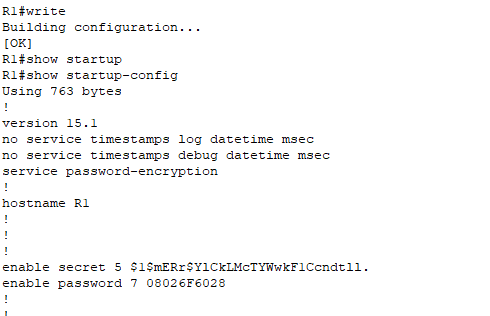 R1#write
Building configuration...
[OK]
R1#show startup
R1#show startup-config
Using 763 bytes
!
version 15.1
no service timestamps log datetime msec
no service timestamps debug datetime msec
service password-encryption
!
hostname R1
!
!
!
enable secret 5 $1$mERr$YlCkLMcTYWwkF1Ccndtll.
enable password 7 08026F6028
!
!